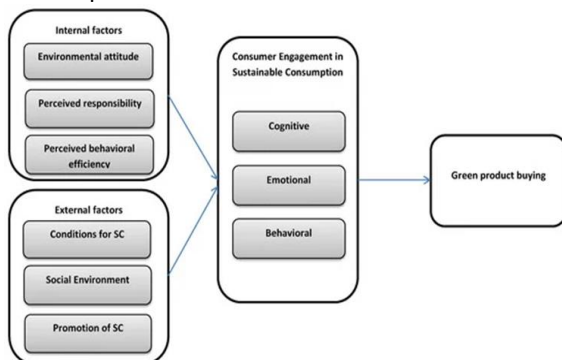 Internal factors
Environmental attitude
Perceived responsibility
Perceived behavioral
efficiency
External factors
Conditions for SC
Social Environment
Promotion of SC
Consumer Engagement in
Sustainable Consumption
Cognitive
Emotional
Behavioral
Green product buying